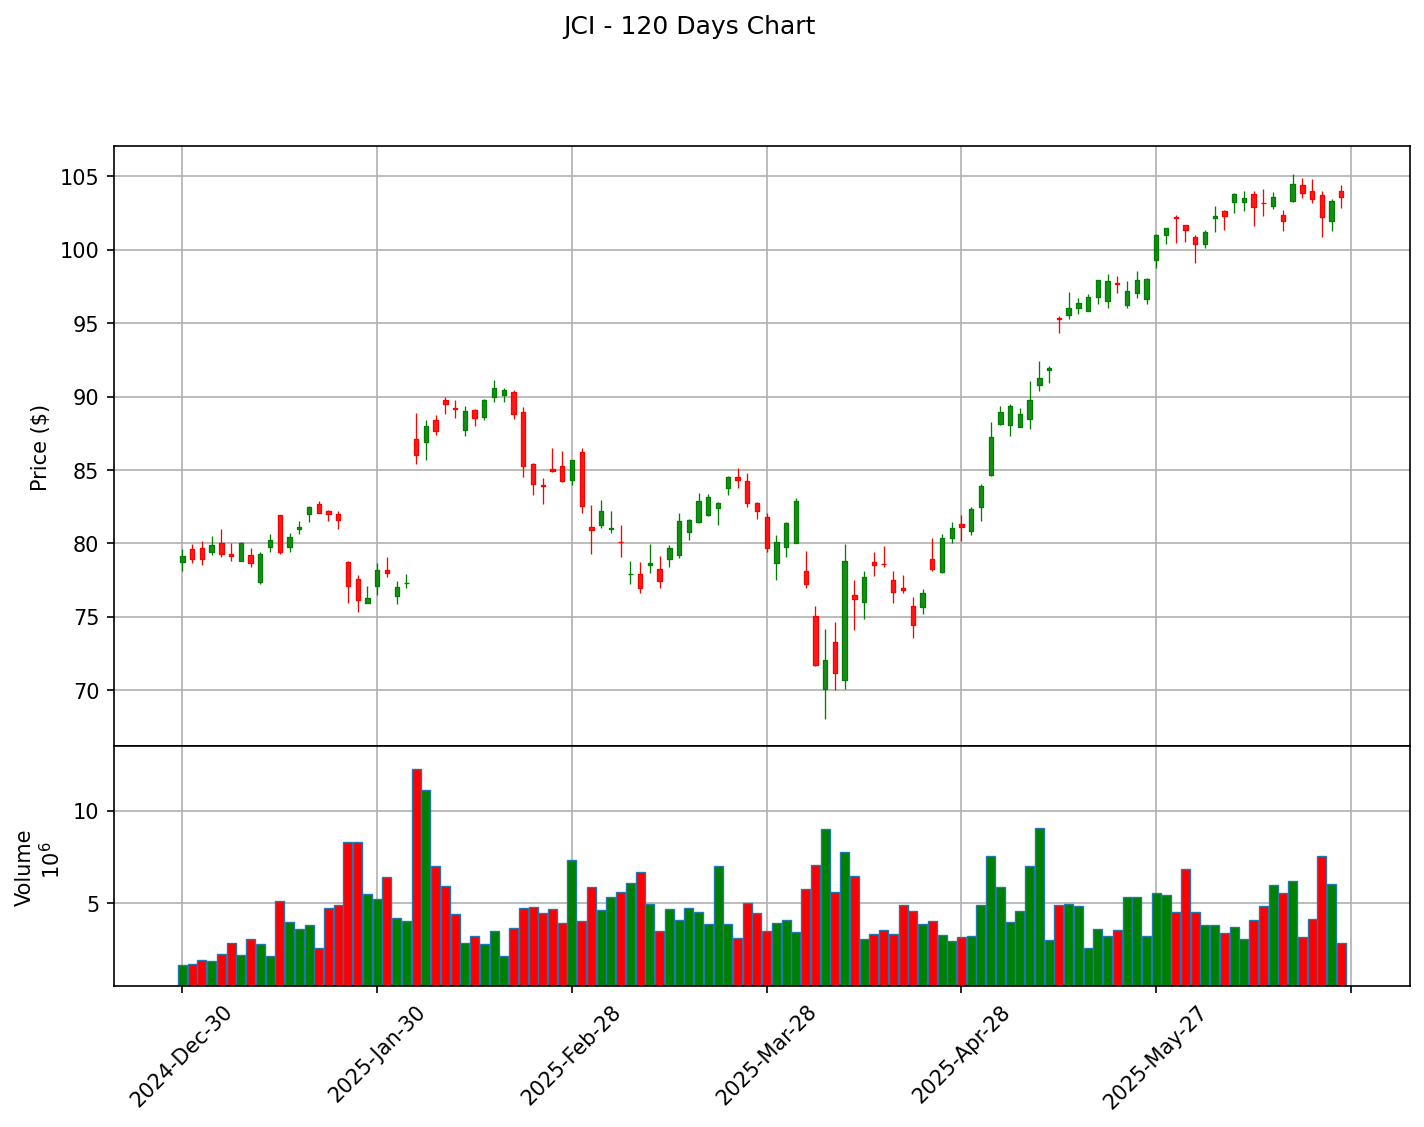 JCI - 120 Days Chart
105
100
95
90
85
80
75
70
Price ($)
10
5
Volume
10^6
2024-Dec-30
2025-Jan-30
2025-Feb-28
2025-Mar-28
2025-Apr-28
2025-May-27